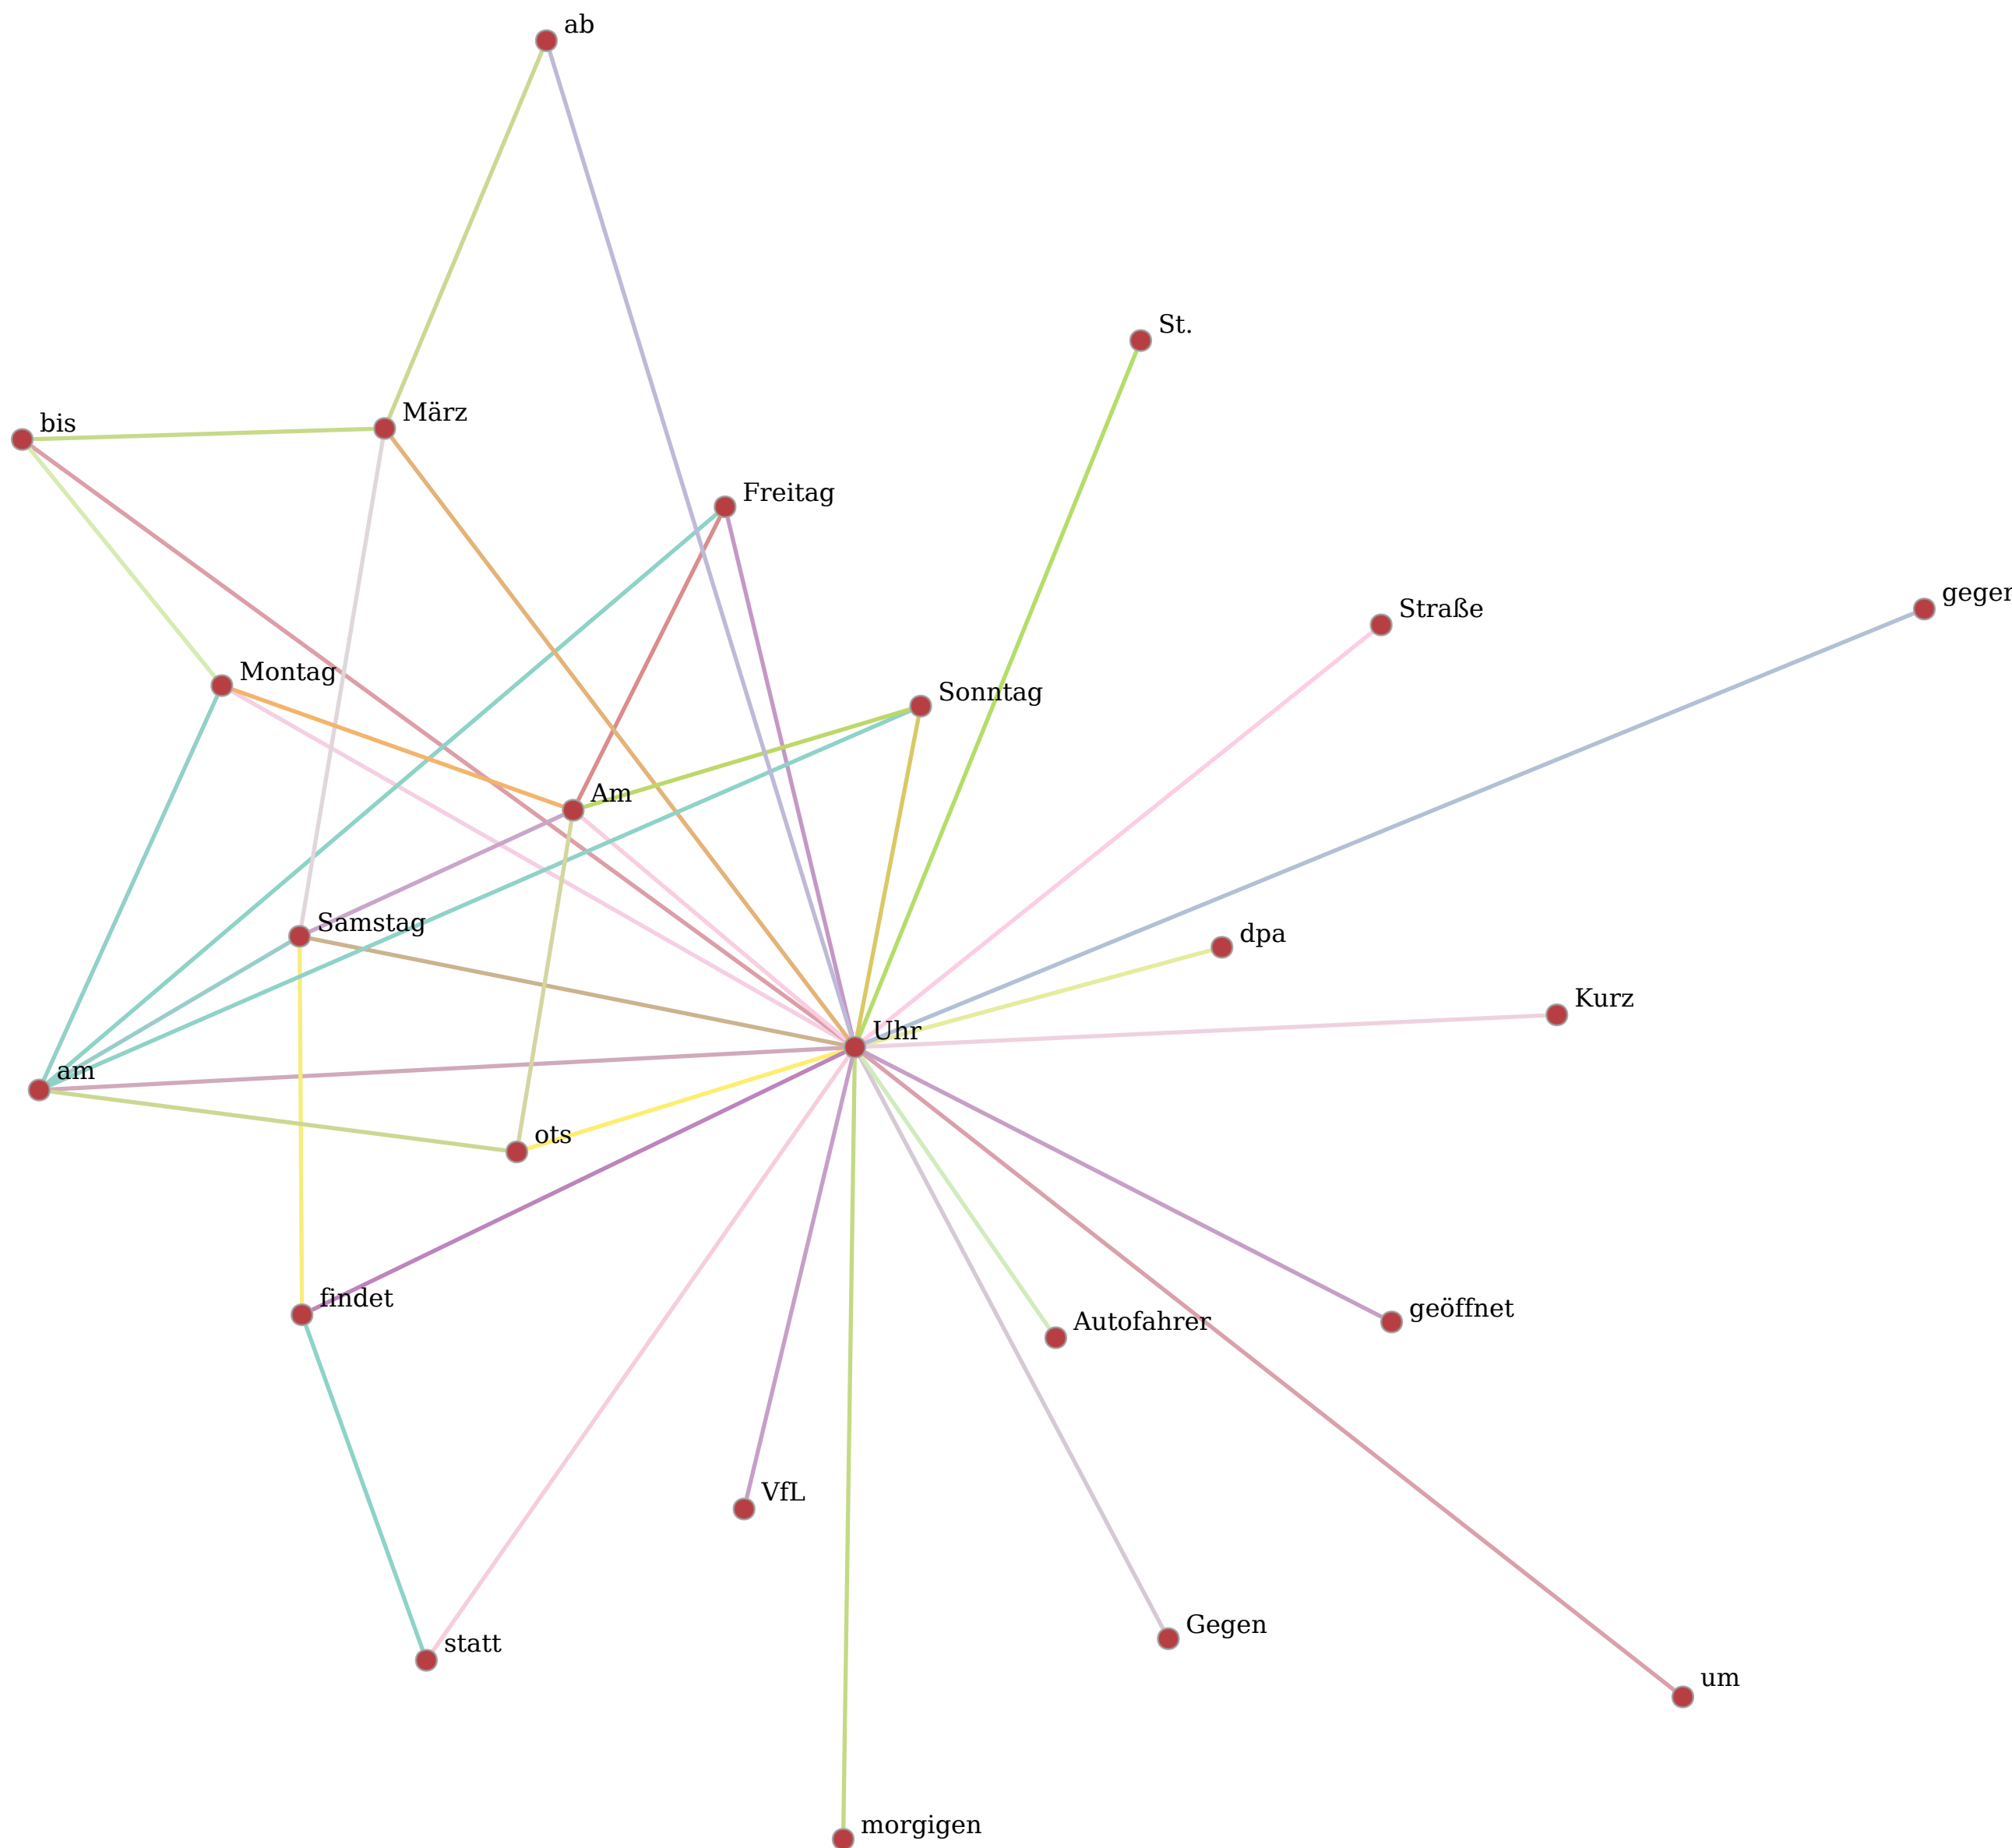 ab
St.
März
bis
Freitag
geger
Straße
Montag
Sonntag
Am
Samstag
dpa
Kurz
Uhr
am
ots
findet
geöffnet
Autofahrer
VfL
Gegen
statt
um
morgigen